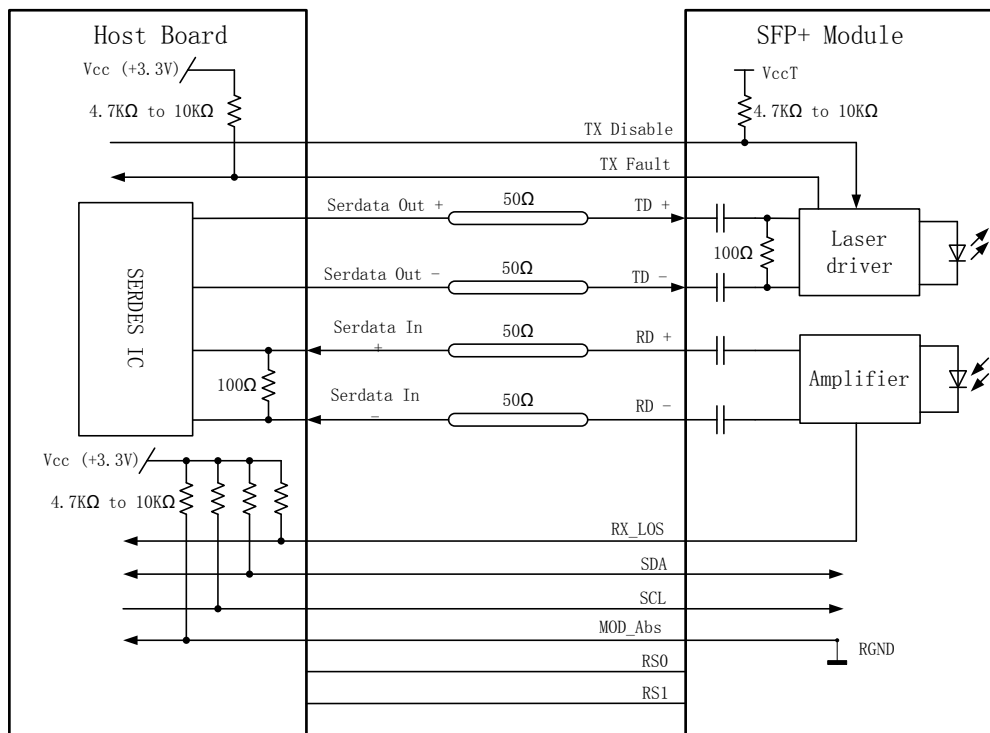 Host Board
SFP+ Module
Vcc (+3.3V)
VccT
4.7KΩ to 10KΩ
4.7KΩ to 10KΩ
TX Disable
TX Fault
Serdata Out +
50Ω
TD +
100Ω
Laser
driver
SERDES IC
Serdata Out -
50Ω
TD -
Serdata In
+
50Ω
RD +
100Ω
Amplifier
Serdata In
-
50Ω
RD -
Vcc (+3.3V)
4.7KΩ to 10KΩ
RX_LOS
SDA
SCL
MOD_Abs
RGND
RS0
RS1